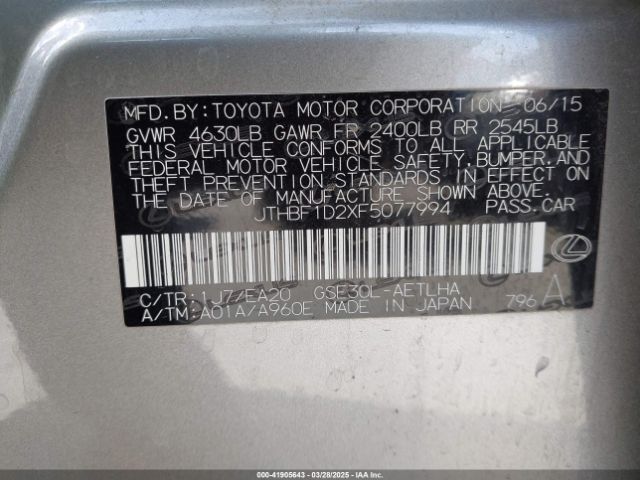 MFD.BY:TOYOTA MOTOR CORPORATION 06/15
GVWR 4630LB GAWR FR 2400LB RR 2545LB
THIS VEHICLE CONFORMS TO ALL APPLICABLE
FEDERAL MOTOR VEHICLE SAFETY,BUMPER,AND
THEFT PREVENTION STANDARDS IN EFFECT ON
THE DATE OF MANUFACTURE SHOWN ABOVE.
JTHBF1D2XF5077994 PASS.CAR
C/TR:1J7/EA20 GSE30L-AETLHA
A/TM:A01A/A960E MADE IN JAPAN 796 A
000-41905643 | 03/28/2025 - IAAI.COM